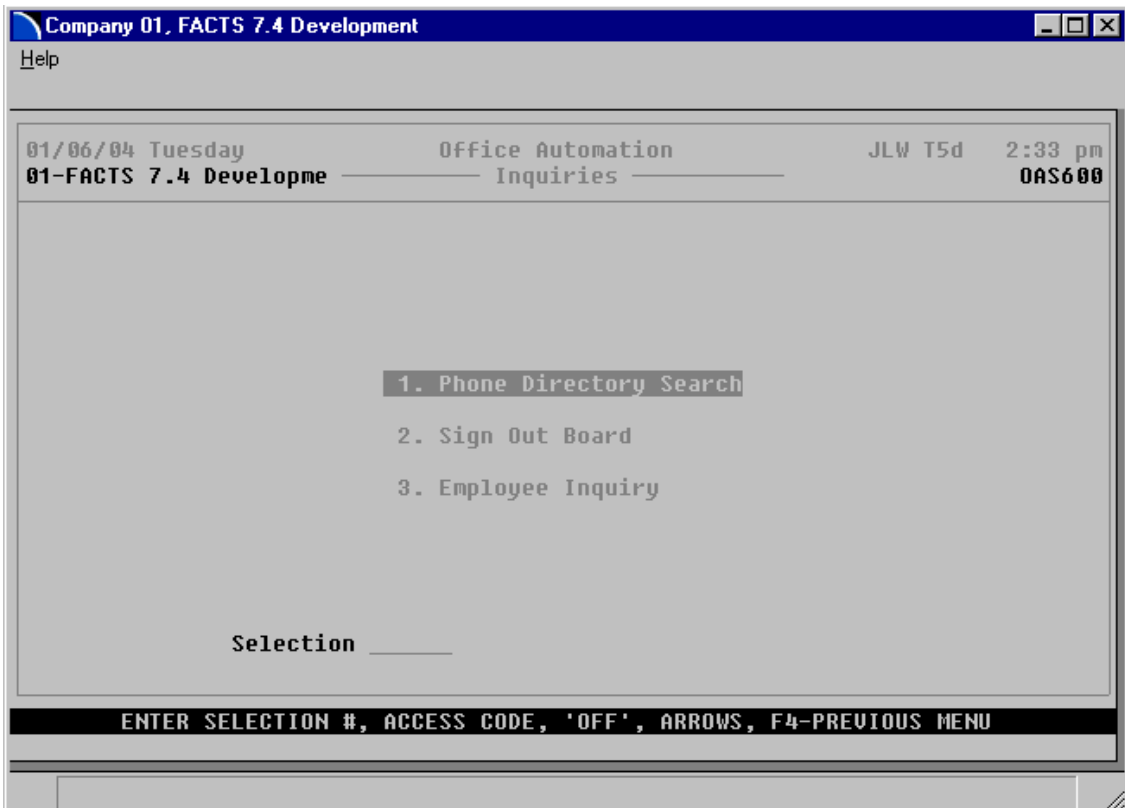 Company 01, FACTS 7.4 Development
Help
01/06/04 Tuesday Office Automation JLW T5d 2:33 pm
01-FACTS 7.4 Developme Inquiries OAS600
1. Phone Directory Search
2. Sign Out Board
3. Employee Inquiry
Selection ______
ENTER SELECTION #, ACCESS CODE, 'OFF', ARROWS, F4-PREVIOUS MENU